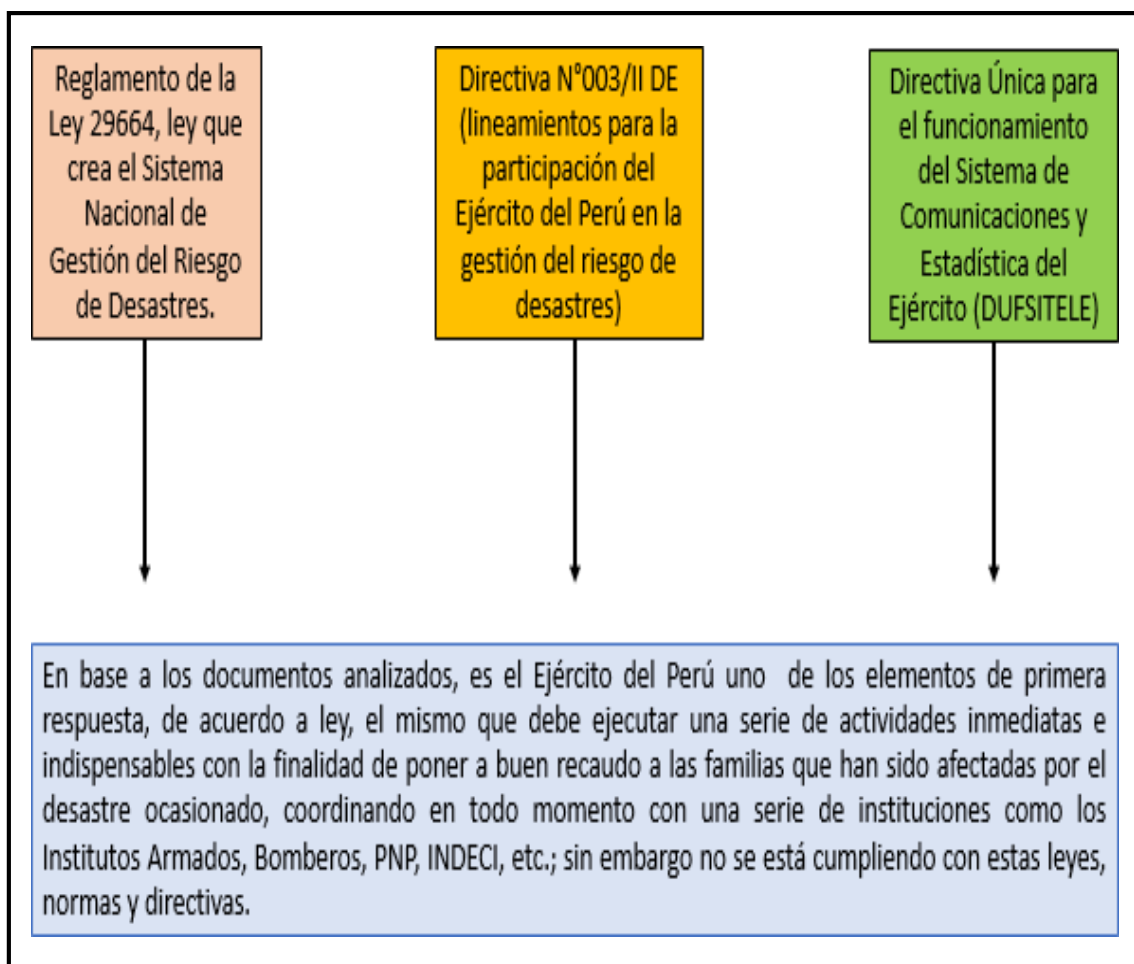 Reglamento de la
Ley 29664, ley que
crea el Sistema
Nacional de
Gestión del Riesgo
de Desastres.
Directiva N°003/II DE
(lineamientos para la
participación del
Ejército del Perú en la
gestión del riesgo de
desastres)
Directiva Única para
el funcionamiento
del Sistema de
Comunicaciones y
Estadística del
Ejército (DUFSITELE)
En base a los documentos analizados, es el Ejército del Perú uno de los elementos de primera
respuesta, de acuerdo a ley, el mismo que debe ejecutar una serie de actividades inmediatas e
indispensables con la finalidad de poner a buen recaudo a las familias que han sido afectadas por el
desastre ocasionado, coordinando en todo momento con una serie de instituciones como los
Institutos Armados, Bomberos, PNP, INDECI, etc.; sin embargo no se está cumpliendo con estas leyes,
normas y directivas.